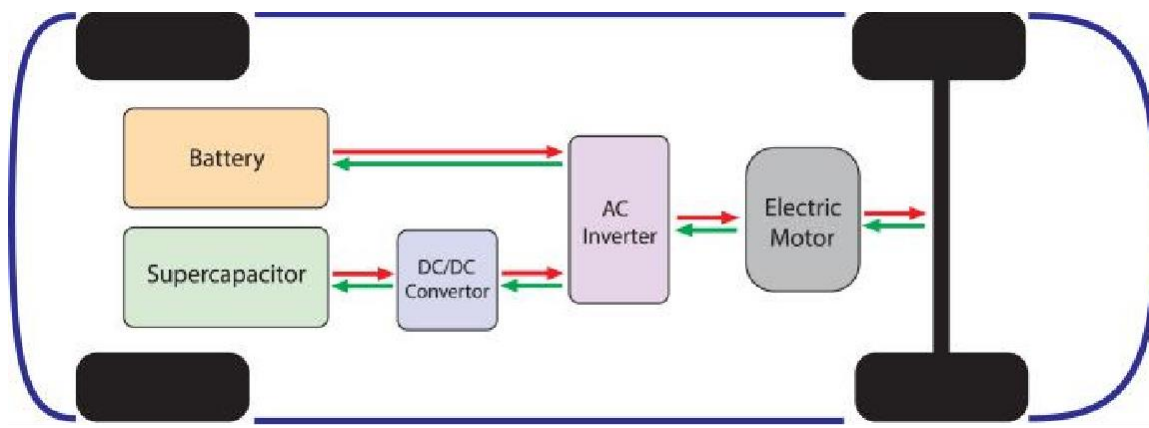 Battery
Supercapacitor
DC/DC
Convertor
AC
Inverter
Electric
Motor